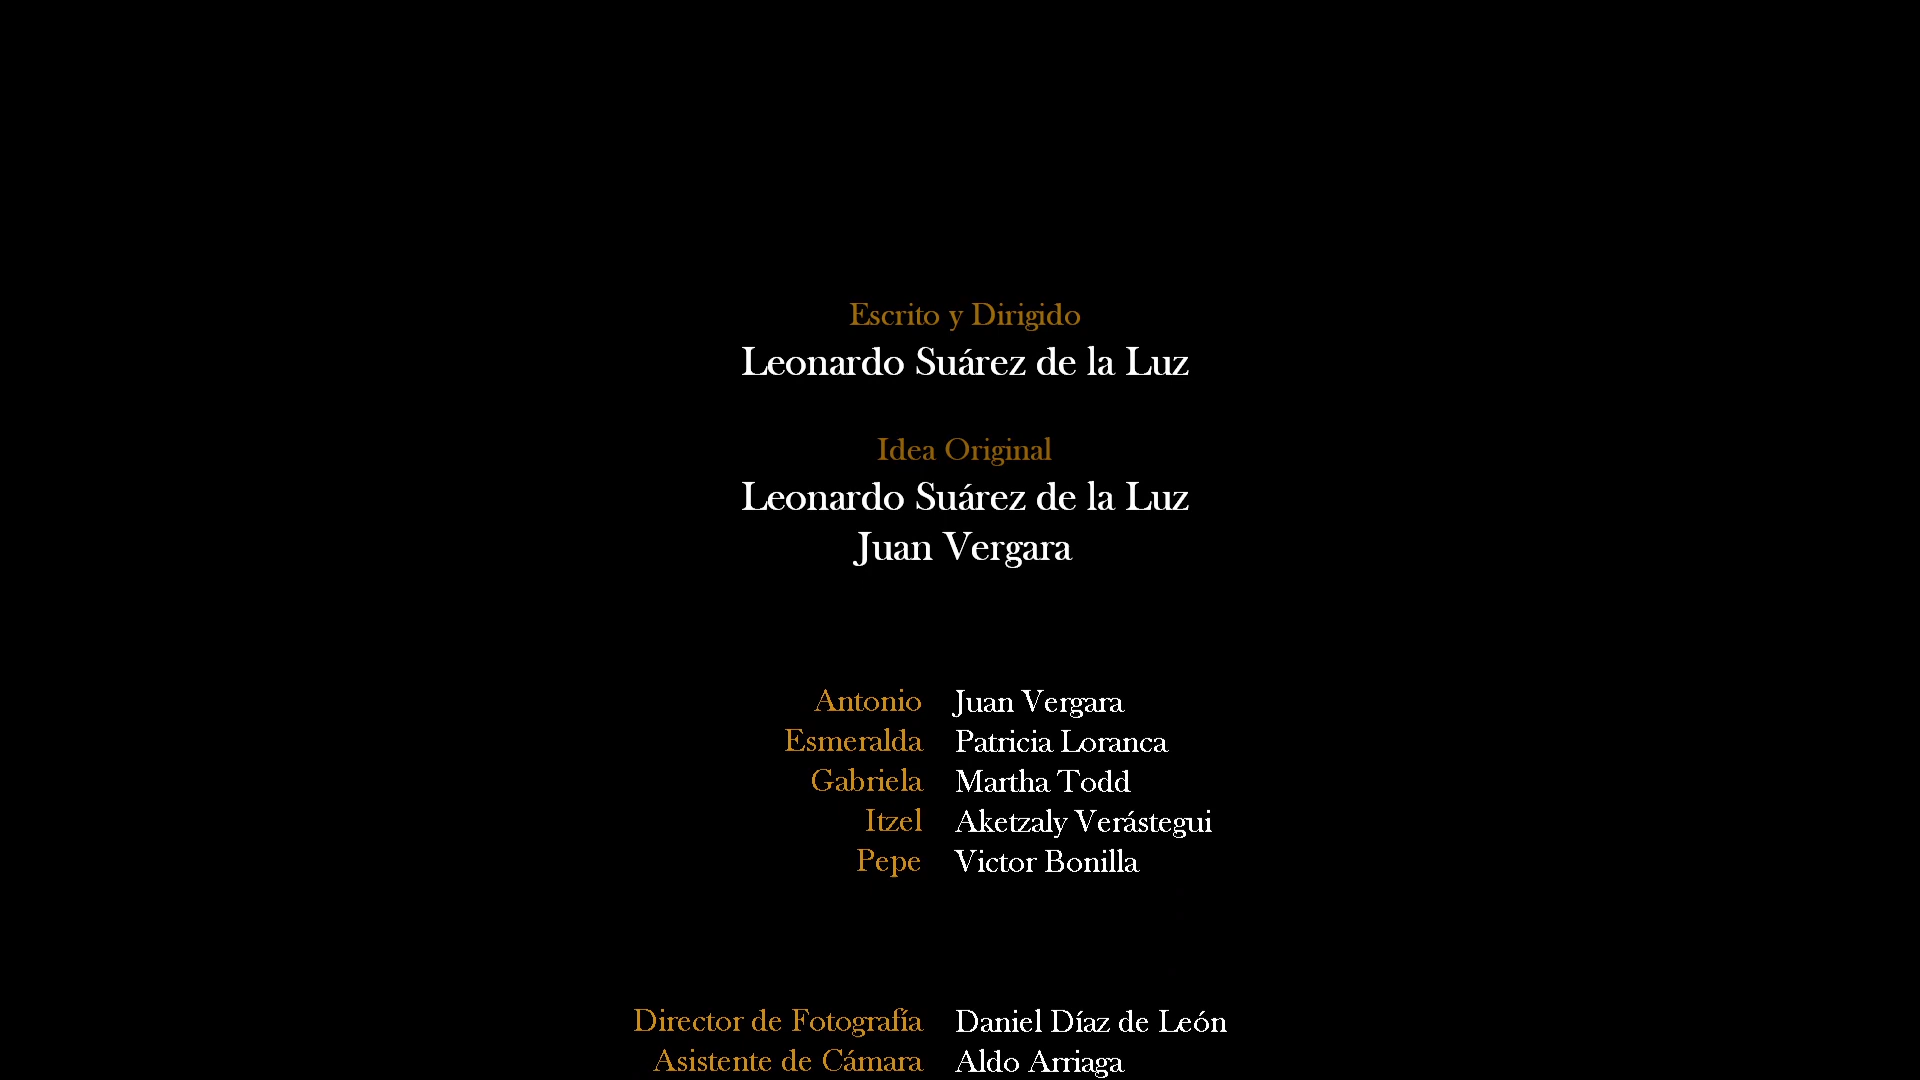 Escrito y Dirigido
Leonardo Suárez de la Luz
Idea Original
Leonardo Suárez de la Luz
Juan Vergara
Antonio Juan Vergara
Esmeralda Patricia Loranca
Gabriela Martha Todd
Itzel Aketzaly Verástegui
Pepe Victor Bonilla
Director de Fotografía Daniel Díaz de León
Asistente de Cámara Aldo Arriaga